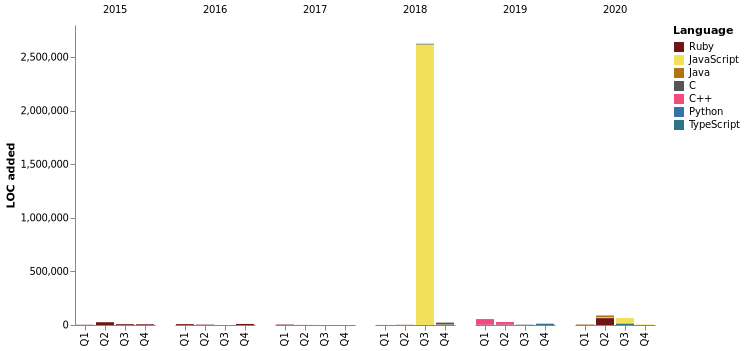 2015 2016 2017 2018 2019 2020
Language
Ruby
JavaScript
Java
C
C++
Python
TypeScript
LOC added
2,500,000
2,000,000
1,500,000
1,000,000
500,000
0
Q1 Q2 Q3 Q4 Q1 Q2 Q3 Q4 Q1 Q2 Q3 Q4 Q1 Q2 Q3 Q4 Q1 Q2 Q3 Q4 Q1 Q2 Q3 Q4